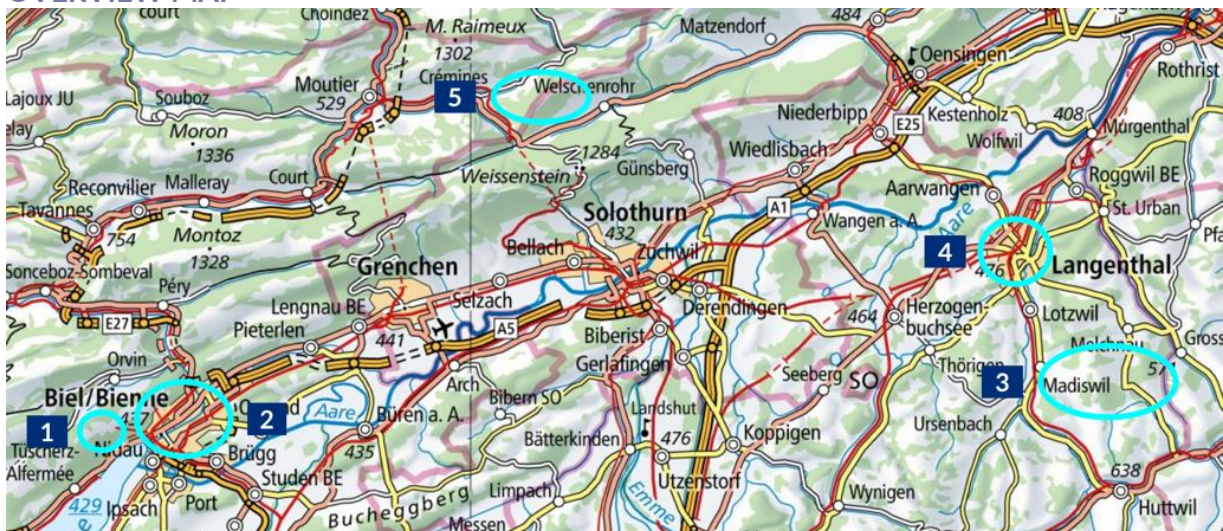 Choindez
M. Raimeux
1302
Matzendorf
484
Oensingen
Rothrist
Lajoux JU
Souboz
Moutier
529
Crémines
5
Welschenrohr
Niederbipp
Kestenholz
408
Murgenthal
Moron
1336
E25
Wolfwil
1284
Günsberg
Wiedlisbach
Reconvilier
Malleray
Court
Weissenstein
Aarwangen
Roggwil BE
Tavannes
754
Montoz
1328
Solothurn
432
A1
Wangen a. A.
Aare
St. Urban
Bellach
Zuchwil
4
476
Langenthal
Sonceboz-Sombeval
Péry
Grenchen
Lengnau BE
Selzach
Derendingen
Herzogen-
buchsee
464
Lotzwil
E27
Pieterlen
441
A5
Biberist
Melchnau
Orvin
Gerlafingen
Thörigen
Arch
Seeberg
SO
3
Madiswil
Biel/Bienne
437
2
Aare
Büren a. A.
Bibern SO
Landshut
Ursenbach
1
Tüscherz-
Alfermée
Nidau
Brügg
435
Bätterkinden
476
Koppigen
429
Ipsach
Port
Studen BE
Bucheggberg
Limpach
Utzenstorf
Emme
Wynigen
638
Huttwil
Messen